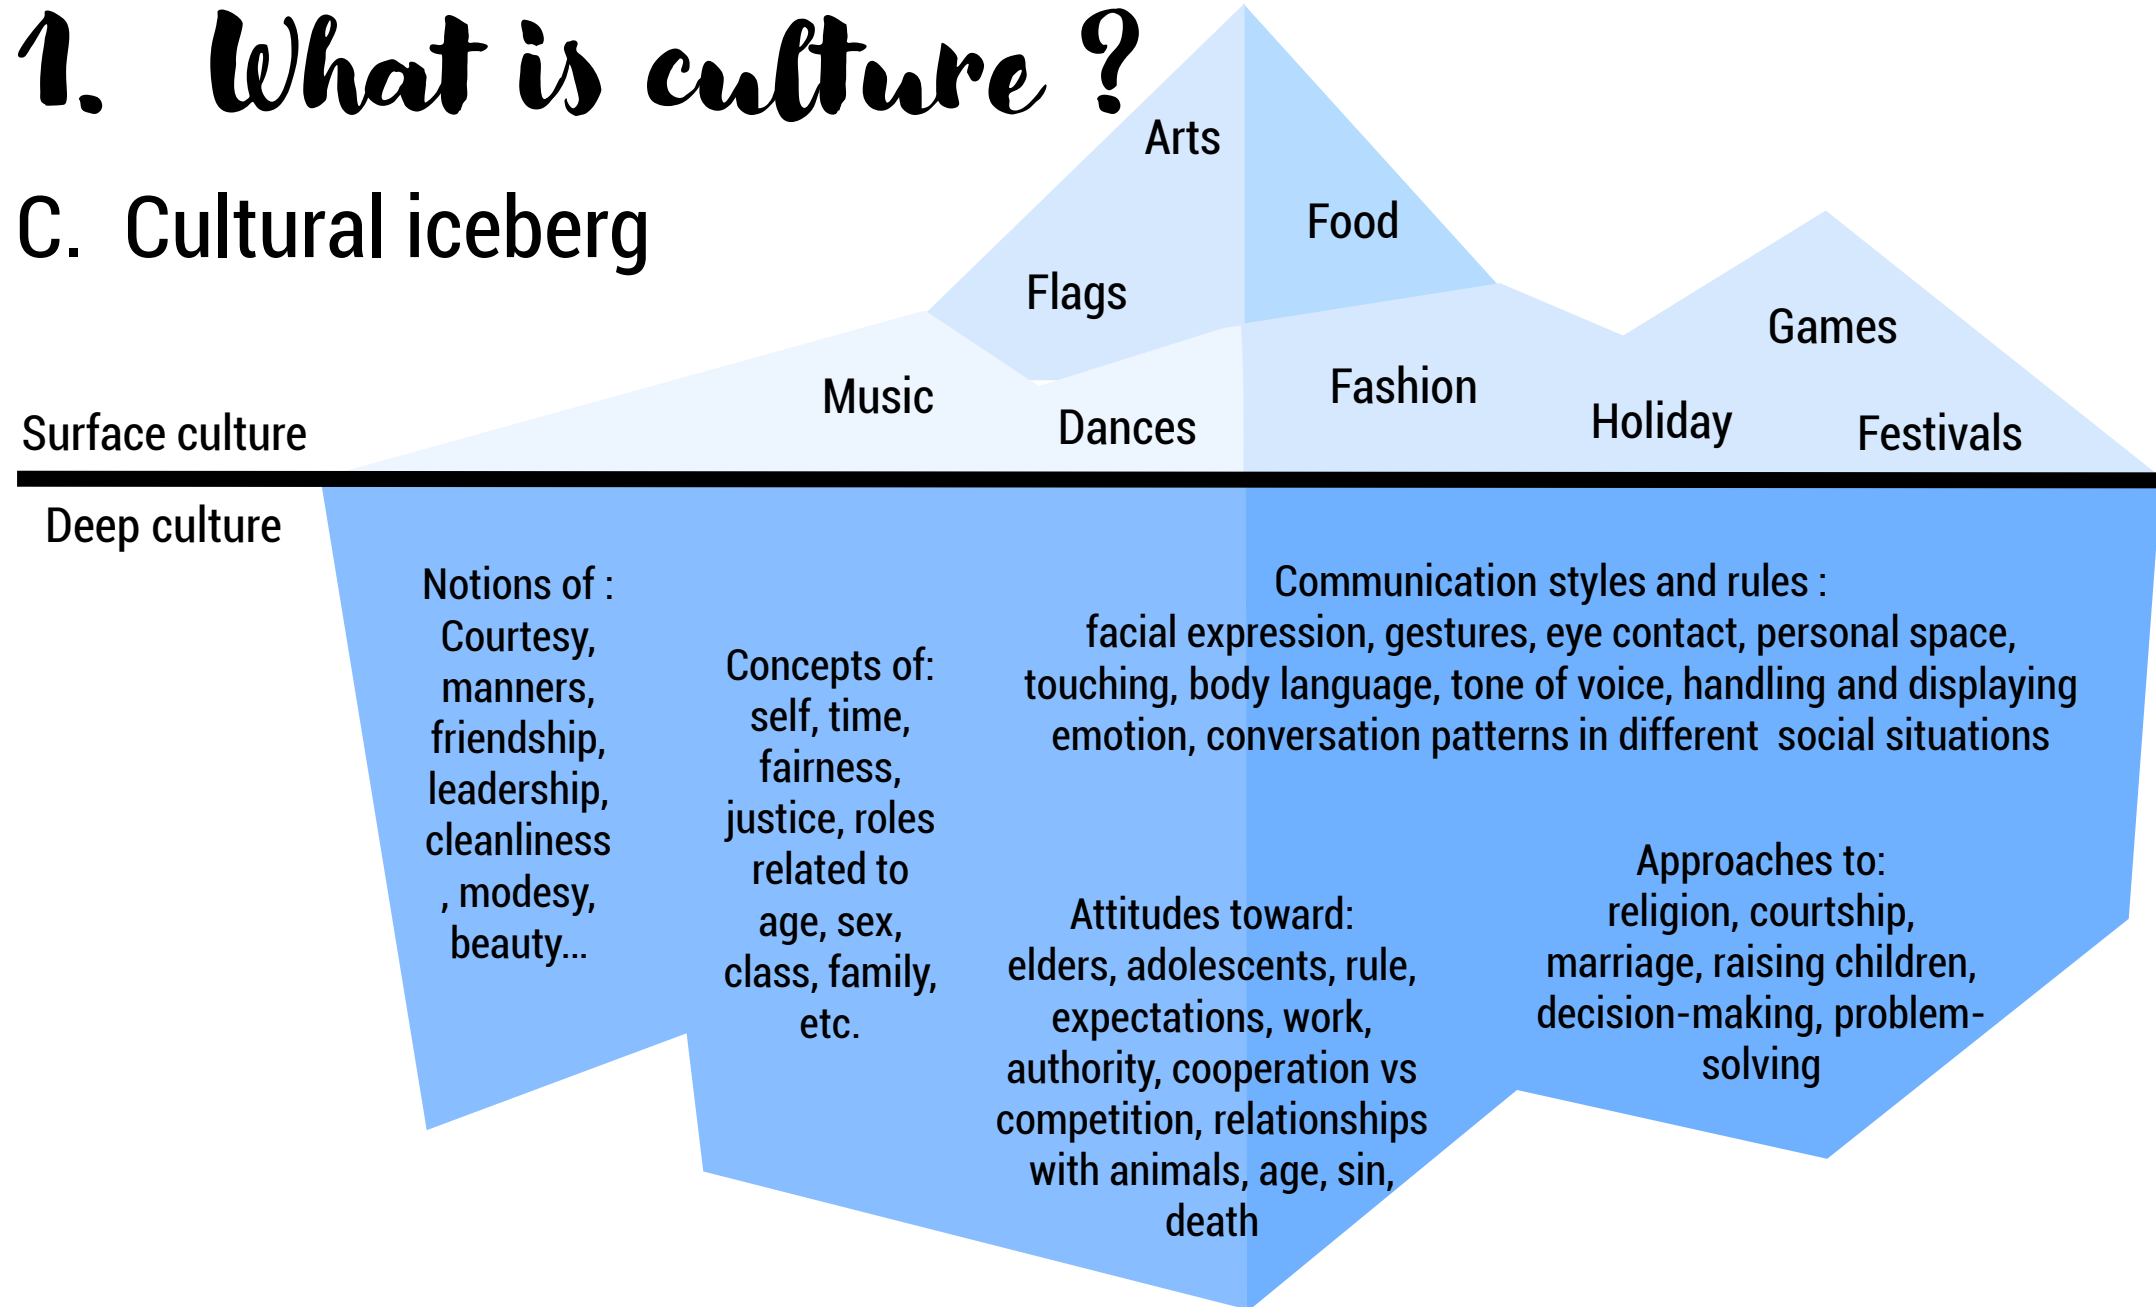 1. What is culture ?
C. Cultural iceberg
Arts
Food
Flags
Games
Music
Dances
Fashion
Holiday
Festivals
Surface culture
Deep culture
Notions of :
Courtesy,
manners,
friendship,
leadership,
cleanliness
, modesy,
beauty...
Concepts of:
self, time,
fairness,
justice, roles
related to
age, sex,
class, family,
etc.
Communication styles and rules :
facial expression, gestures, eye contact, personal space,
touching, body language, tone of voice, handling and displaying
emotion, conversation patterns in different  social situations
Attitudes toward:
elders, adolescents, rule,
expectations, work,
authority, cooperation vs
competition, relationships
with animals, age, sin,
death
Approaches to:
religion, courtship,
marriage, raising children,
decision-making, problem-
solving